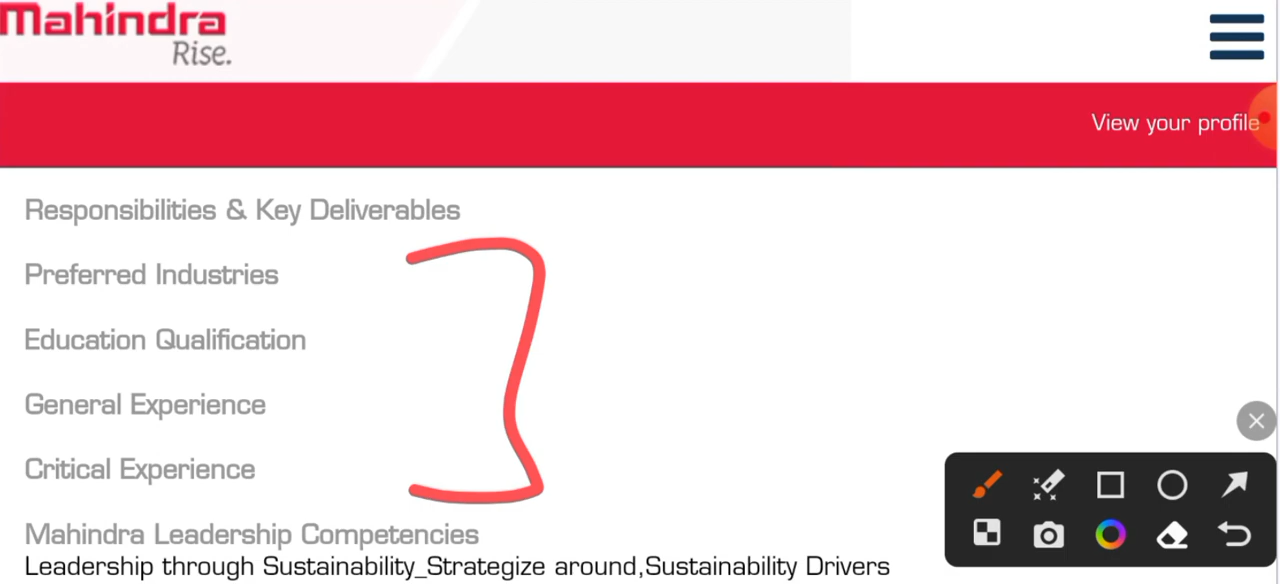 Mahindra
Rise.
View your profile
Responsibilities & Key Deliverables
Preferred Industries
Education Qualification
General Experience
Critical Experience
Mahindra Leadership Competencies
Leadership through Sustainability_Strategize around,Sustainability Drivers